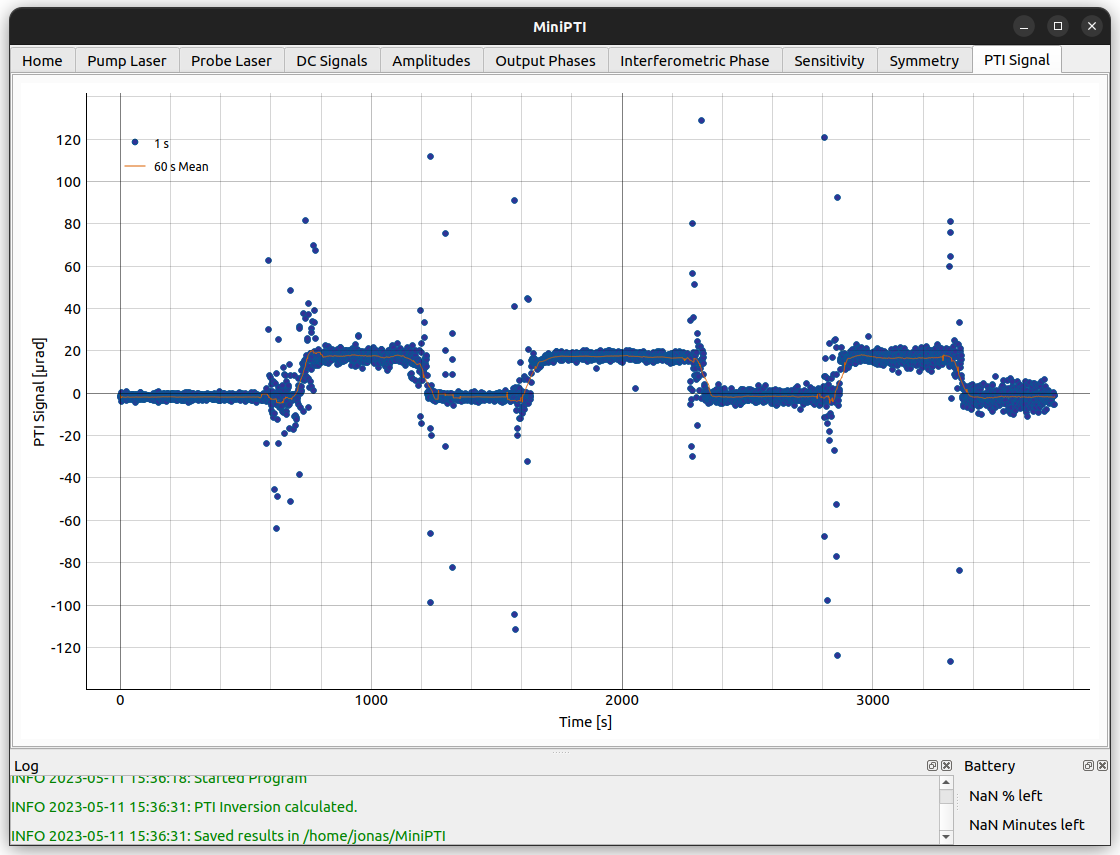 MiniPTI
Home Pump Laser Probe Laser DC Signals Amplitudes Output Phases Interferometric Phase Sensitivity Symmetry PTI Signal
1 s
60 s Mean
120
100
80
60
40
20
0
-20
-40
-60
-80
-100
-120
PTI Signal [µrad]
0 1000 2000 3000
Time [s]
Log
INFO 2023-05-11 15:36:18: Started Program
INFO 2023-05-11 15:36:31: PTI Inversion calculated.
INFO 2023-05-11 15:36:31: Saved results in /home/jonas/MiniPTI
Battery
NaN % left
NaN Minutes left